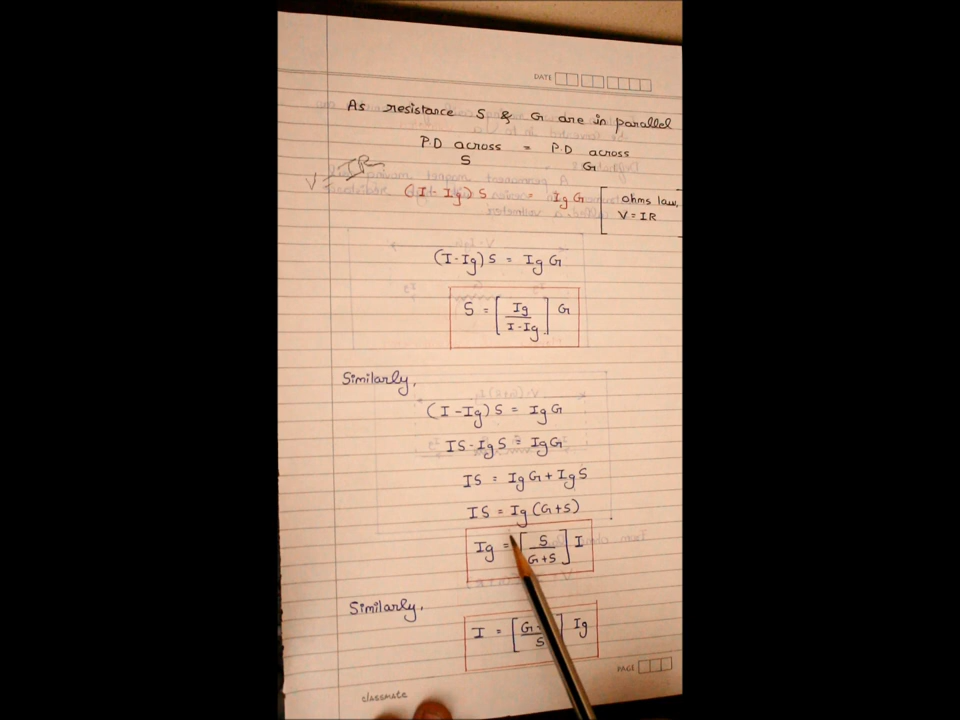 DATE
As resistance S & G are in parallel
P.D across = P.D across
S G
V = IR
(I - Ig) S = Ig G [ohms law,
V = IR
(I - Ig) S = Ig G
S = [Ig / I - Ig] G
Similarly,
(I - Ig) S = Ig G
IS - Ig S = Ig G
IS = Ig G + Ig S
IS = Ig (G+S)
Ig = [S / G+S] I
Similarly,
I = [G / S] Ig
PAGE
classmate